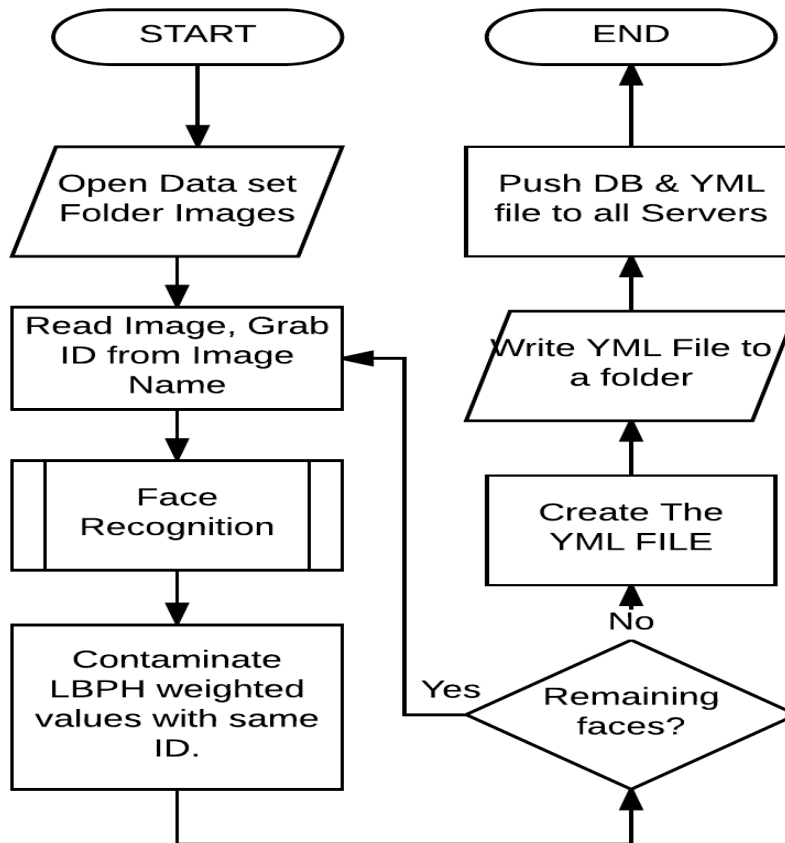 START
Open Data set
Folder Images
Read Image, Grab
ID from Image
Name
Face
Recognition
Contaminate
LBPH weighted
values with same
ID.
Remaining
faces?
Yes
No
Create The
YML FILE
Write YML File to
a folder
Push DB & YML
file to all Servers
END